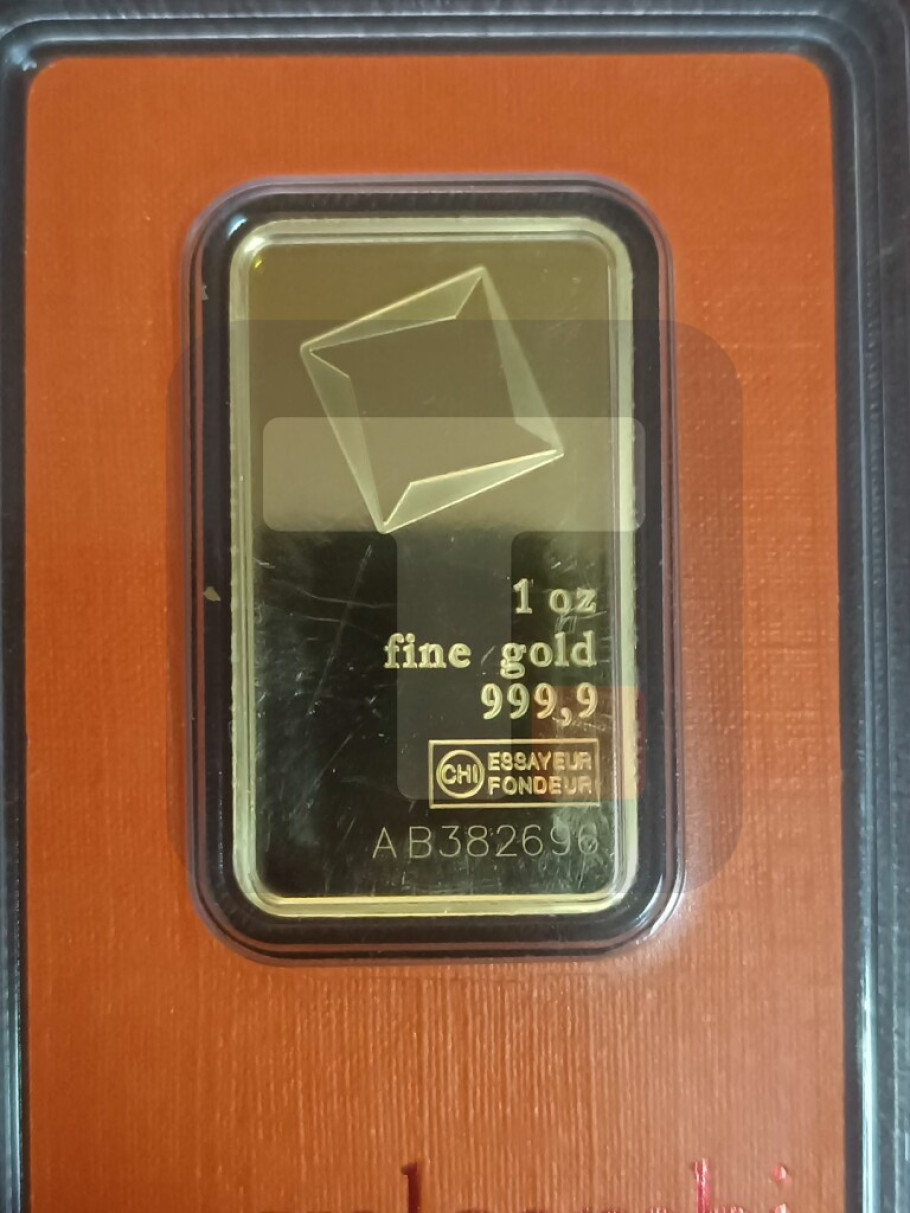 1 oz
fine gold
999,9
CHI ESSAYEUR
FONDEUR
AB382696